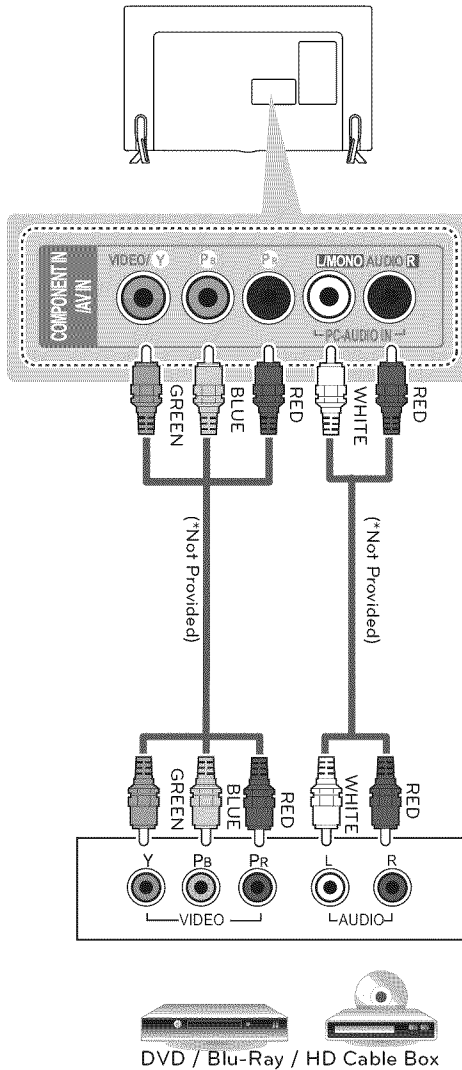 COMPONENT IN
/AV IN
VIDEO/Y PB PR L/MONO AUDIO R
PC-AUDIO IN
GREEN BLUE RED WHITE RED
(*Not Provided) (*Not Provided)
GREEN BLUE RED WHITE RED
Y PB PR L R
VIDEO AUDIO
DVD / Blu-Ray / HD Cable Box